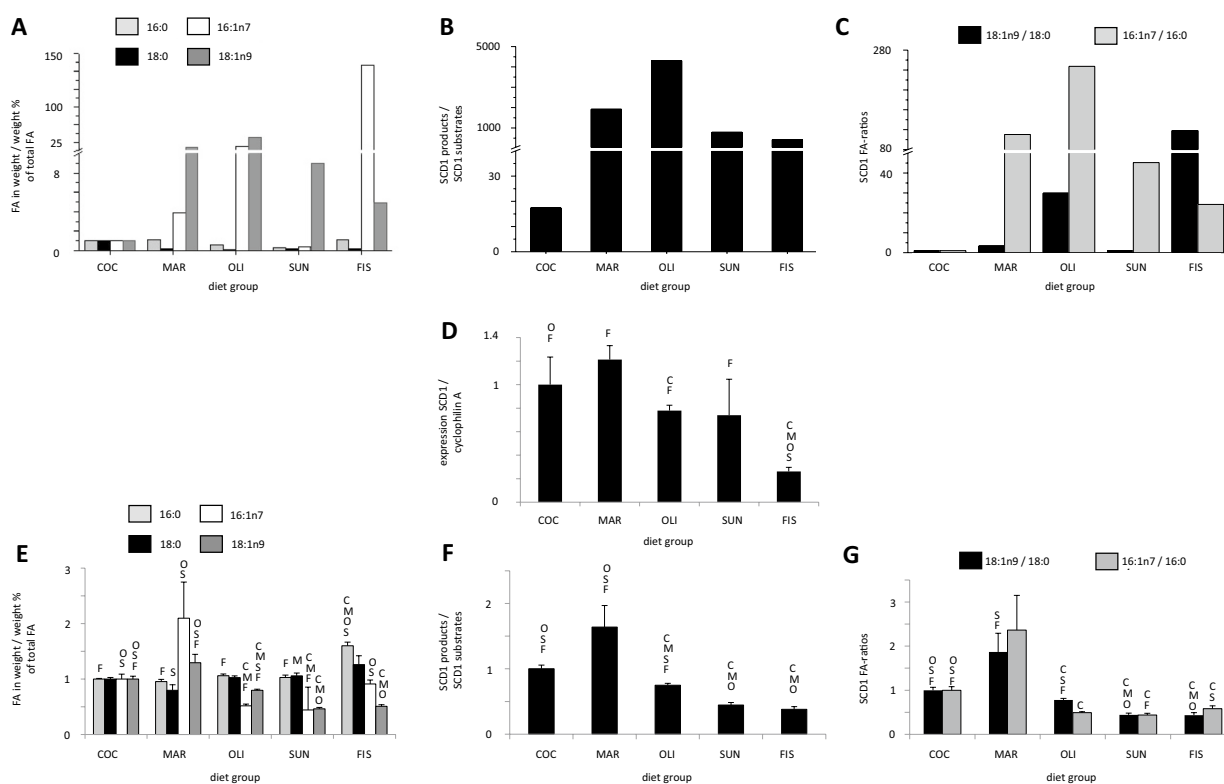 A
16:0
16:1n7
18:0
18:1n9
FA in weight / weight %
of total FA
150
100
25
8
0
COC
MAR
OLI
SUN
FIS
diet group
B
SCD1 products /
SCD1 substrates
5000
1000
30
0
COC
MAR
OLI
SUN
FIS
diet group
C
18:1n9 / 18:0
16:1n7 / 16:0
SCD1 FA-ratios
280
80
40
0
COC
MAR
OLI
SUN
FIS
diet group
D
expression SCD1 /
cyclophilin A
1.4
1
0
O
F
F
C
F
F
C
M
O
S
COC
MAR
OLI
SUN
FIS
diet group
E
16:0
16:1n7
18:0
18:1n9
FA in weight / weight %
of total FA
3
2
1
0
F
O
S
O
S
F
F
S
O
S
O
S
F
F
C
M
F
C
M
S
F
F
M
C
M
F
C
M
O
C
M
O
S
O
S
C
M
O
COC
MAR
OLI
SUN
FIS
diet group
F
SCD1 products /
SCD1 substrates
2
1
0
O
S
F
O
S
F
C
M
S
F
C
M
O
C
M
O
COC
MAR
OLI
SUN
FIS
diet group
G
18:1n9 / 18:0
16:1n7 / 16:0
SCD1 FA-ratios
3
2
1
0
O
S
F
O
S
F
S
F
C
S
F
C
C
M
O
C
F
C
M
O
C
S
COC
MAR
OLI
SUN
FIS
diet group